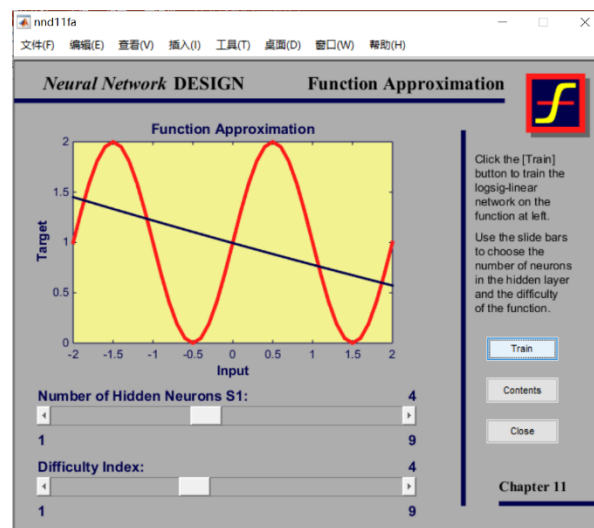 nnd11fa
文件(F) 编辑(E) 查看(V) 插入(I) 工具(T) 桌面(D) 窗口(W) 帮助(H)
Neural Network DESIGN Function Approximation
Function Approximation
2
1.5
1
0.5
0
Target
-2 -1.5 -1 -0.5 0 0.5 1 1.5 2
Input
Click the [Train]
button to train the
logsig-linear
network on the
function at left.
Use the slide bars
to choose the
number of neurons
in the hidden layer
and the difficulty
of the function.
Train
Contents
Close
Number of Hidden Neurons S1: 4
1 9
Difficulty Index: 4
1 9
Chapter 11